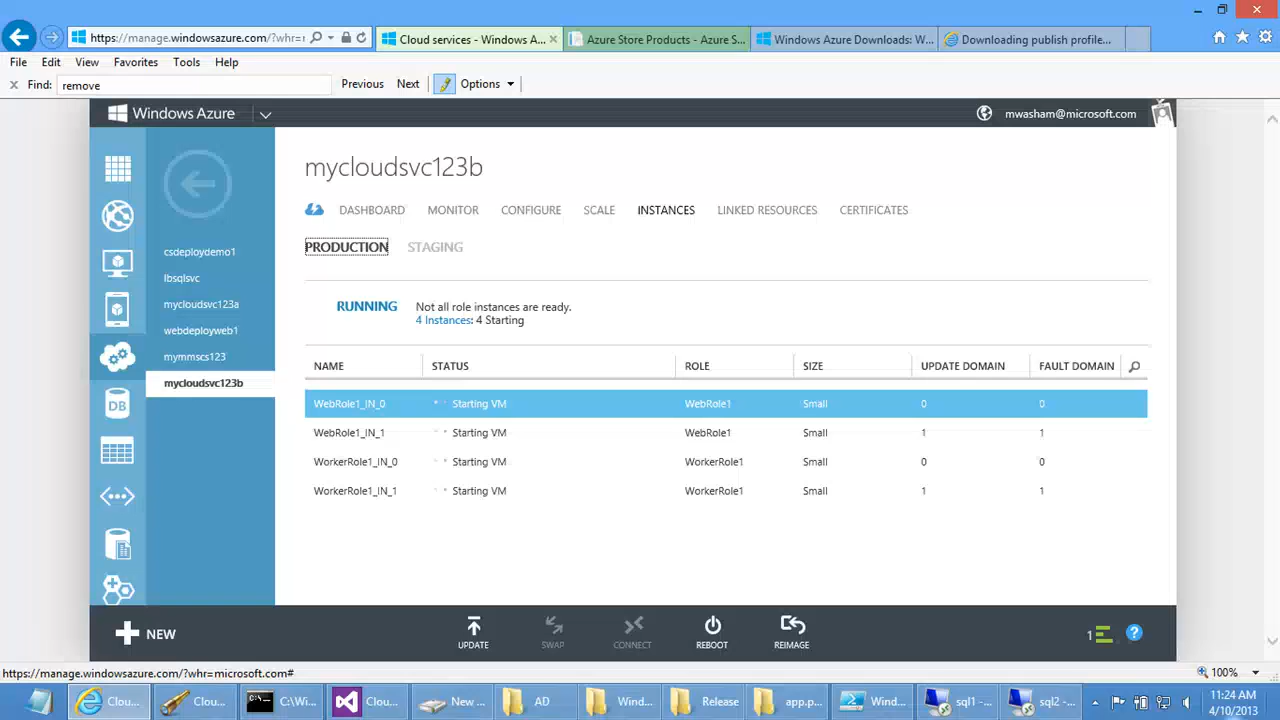 https://manage.windowsazure.com/?whr=r
Cloud services - Windows A...
Azure Store Products - Azure S...
Windows Azure Downloads: W...
Downloading publish profile...
File Edit View Favorites Tools Help
Find: remove Previous Next Options
Windows Azure mwasham@microsoft.com
mycloudsvc123b
DASHBOARD MONITOR CONFIGURE SCALE INSTANCES LINKED RESOURCES CERTIFICATES
PRODUCTION STAGING
csdeploydemo1
lbsqlsvc
mycloudsvc123a
webdeployweb1
mymmscs123
mycloudsvc123b
RUNNING Not all role instances are ready.
4 Instances: 4 Starting
NAME STATUS ROLE SIZE UPDATE DOMAIN FAULT DOMAIN
WebRole1_IN_0 Starting VM WebRole1 Small 0 0
WebRole1_IN_1 Starting VM WebRole1 Small 1 1
WorkerRole1_IN_0 Starting VM WorkerRole1 Small 0 0
WorkerRole1_IN_1 Starting VM WorkerRole1 Small 1 1
DB
NEW UPDATE SWAP CONNECT REBOOT REIMAGE 1 ?
https://manage.windowsazure.com/?whr=microsoft.com# 100%
Clou... Clou... C:\Wi... Clou... New ... AD Wind... Release app.p... Wind... sql1 -... sql2 -... 11:24 AM
4/10/2013